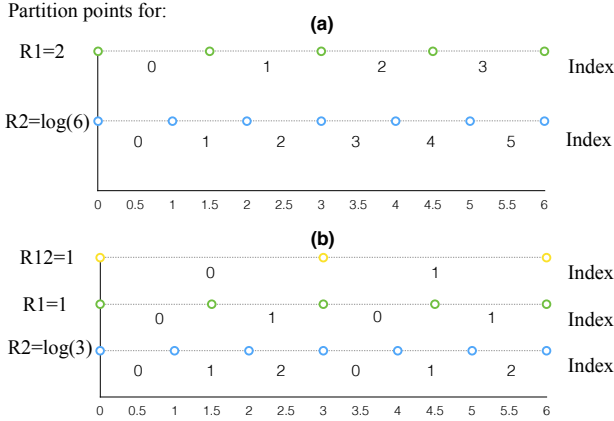 Partition points for:
(a)
R1=2
0 1 2 3 Index
R2=log(6)
0 1 2 3 4 5 Index
0 0.5 1 1.5 2 2.5 3 3.5 4 4.5 5 5.5 6
(b)
R12=1
0 1 Index
R1=1
0 1 0 1 Index
R2=log(3)
0 1 2 0 1 2 Index
0 0.5 1 1.5 2 2.5 3 3.5 4 4.5 5 5.5 6